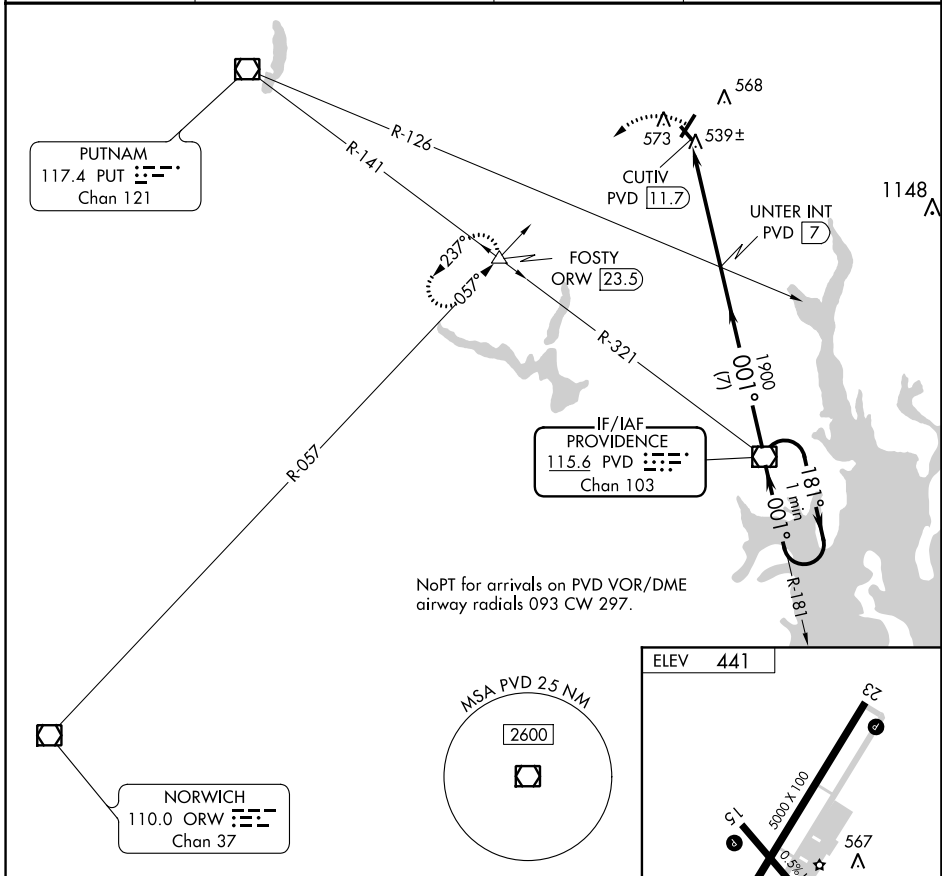 568
573
539±
PUTNAM
117.4 PUT
Chan 121
R-126
R-141
CUTIV
PVD 11.7
1148
UNTER INT
PVD 7
237°
057°
FOSTY
ORW 23.5
R-321
1900
(7)
001°
R-057
IF/IAF
PROVIDENCE
115.6 PVD
Chan 103
181°
1 min
001°
R-181
NoPT for arrivals on PVD VOR/DME
airway radials 093 CW 297.
MSA PVD 25 NM
2600
NORWICH
110.0 ORW
Chan 37
ELEV 441
23
P
5000 X 100
15
P
0.5%
567